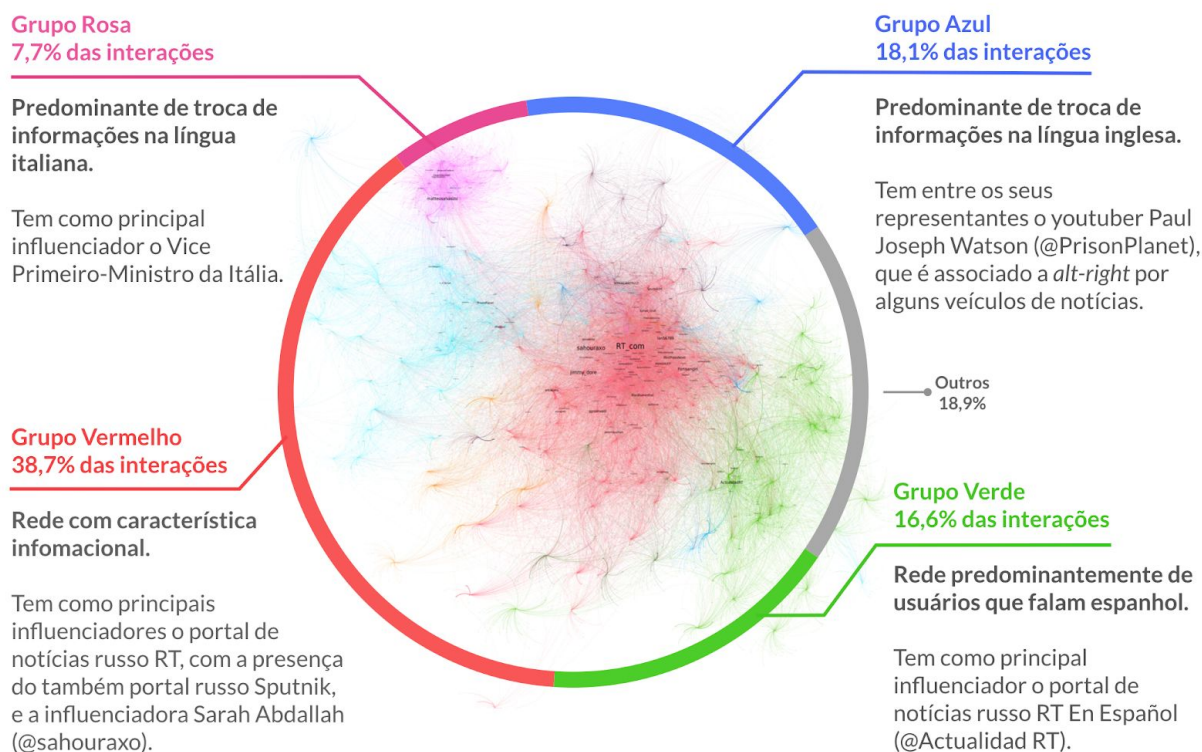 Grupo Rosa
7,7% das interações
Predominante de troca de
informações na língua
italiana.
Tem como principal
influenciador o Vice
Primeiro-Ministro da Itália.
Grupo Azul
18,1% das interações
Predominante de troca de
informações na língua inglesa.
Tem entre os seus
representantes o youtuber Paul
Joseph Watson (@PrisonPlanet),
que é associado a alt-right por
alguns veículos de notícias.
sahouraxo
RT_com
Outros
18,9%
Grupo Vermelho
38,7% das interações
Rede com característica
infomacional.
Tem como principais
influenciadores o portal de
notícias russo RT, com a presença
do também portal russo Sputnik,
e a influenciadora Sarah Abdallah
(@sahouraxo).
Grupo Verde
16,6% das interações
Rede predominantemente de
usuários que falam espanhol.
Tem como principal
influenciador o portal de
notícias russo RT En Español
(@Actualidad RT).